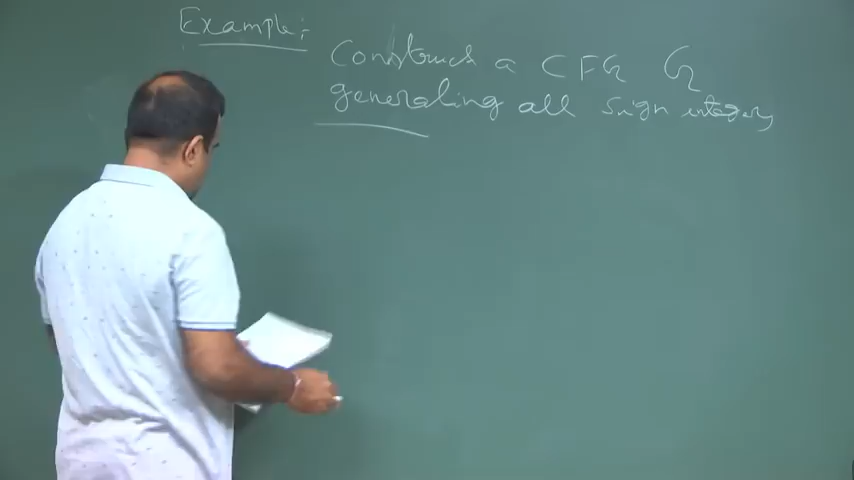 Example:
Construct a CFG G
generating all sign integers